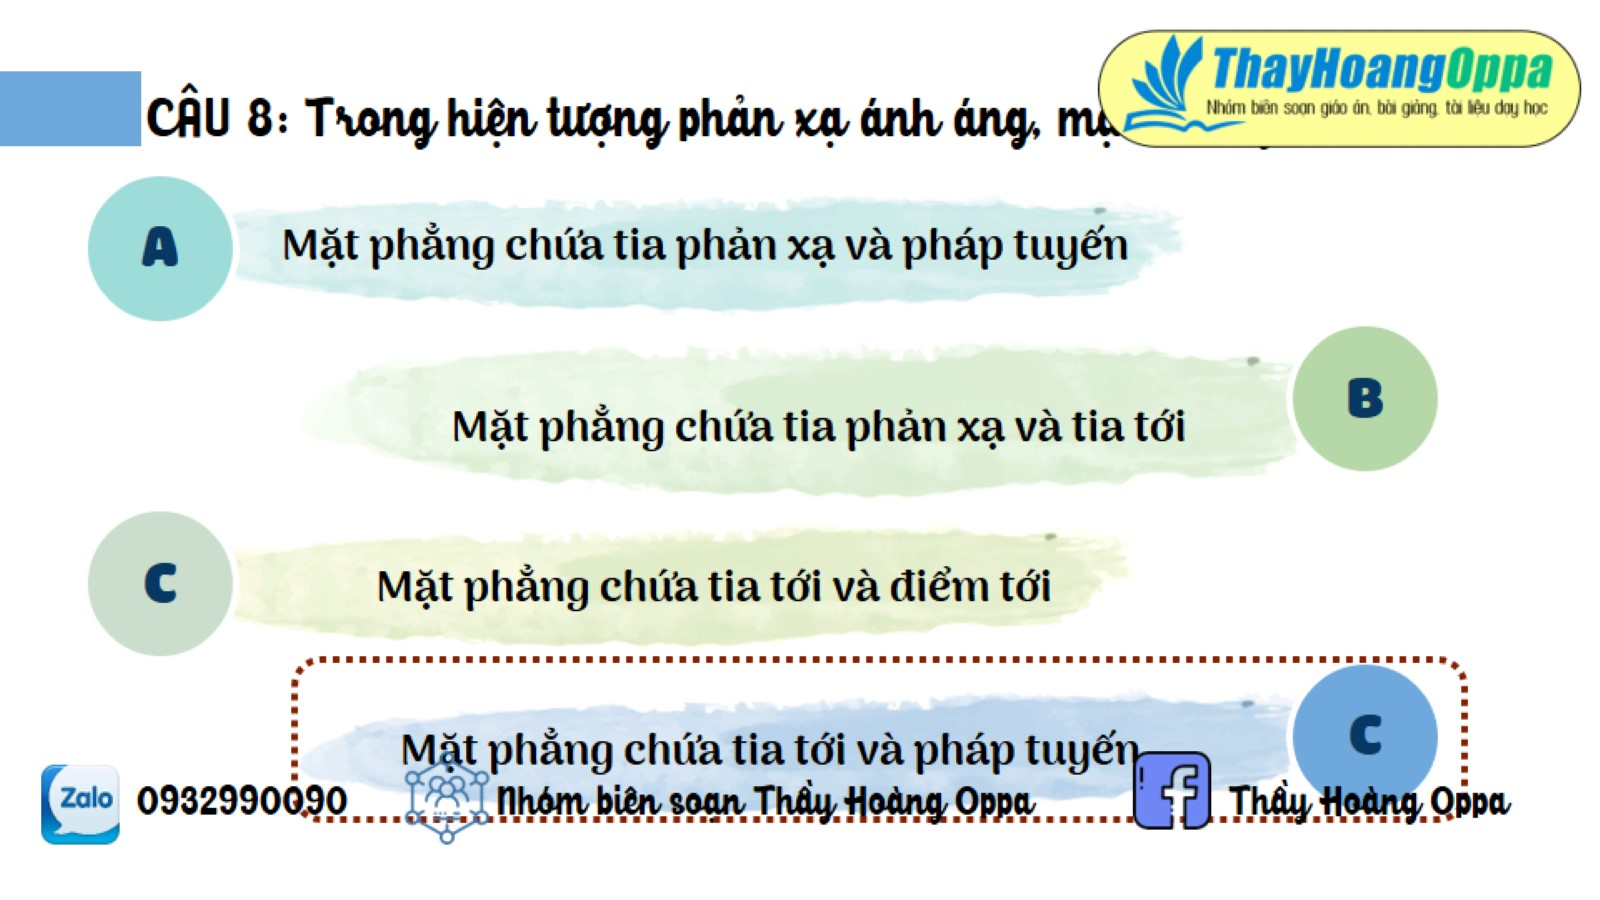 CÂU 8: Trong hiện tượng phản xạ ánh áng,
ThayHoangOppa
Nhóm biên soạn giáo án, bài giảng, tài liệu dạy học
A
Mặt phẳng chứa tia phản xạ và pháp tuyến
Mặt phẳng chứa tia phản xạ và tia tới
B
C
Mặt phẳng chứa tia tới và điểm tới
Mặt phẳng chứa tia tới và pháp tuyến
C
Zalo
0932990090
Nhóm biên soạn Thầy Hoàng Oppa
f
Thầy Hoàng Oppa